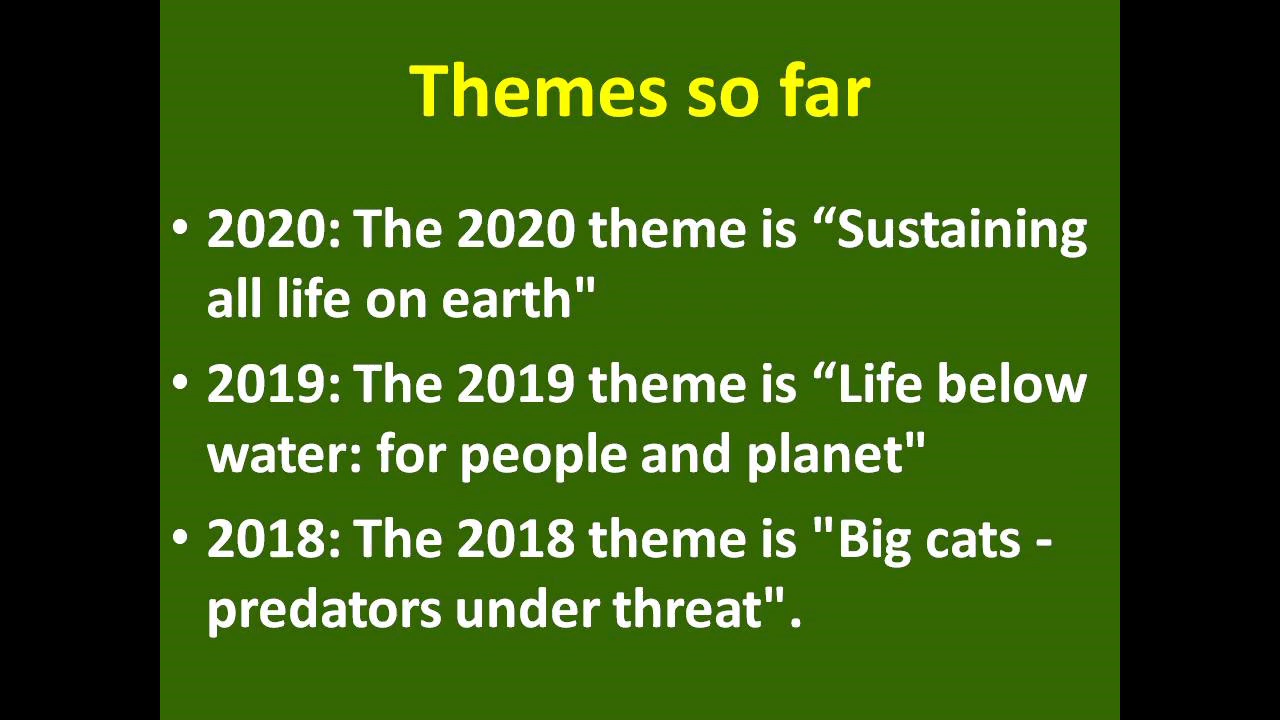 Themes so far
• 2020: The 2020 theme is “Sustaining
all life on earth"
• 2019: The 2019 theme is “Life below
water: for people and planet"
• 2018: The 2018 theme is "Big cats -
predators under threat".